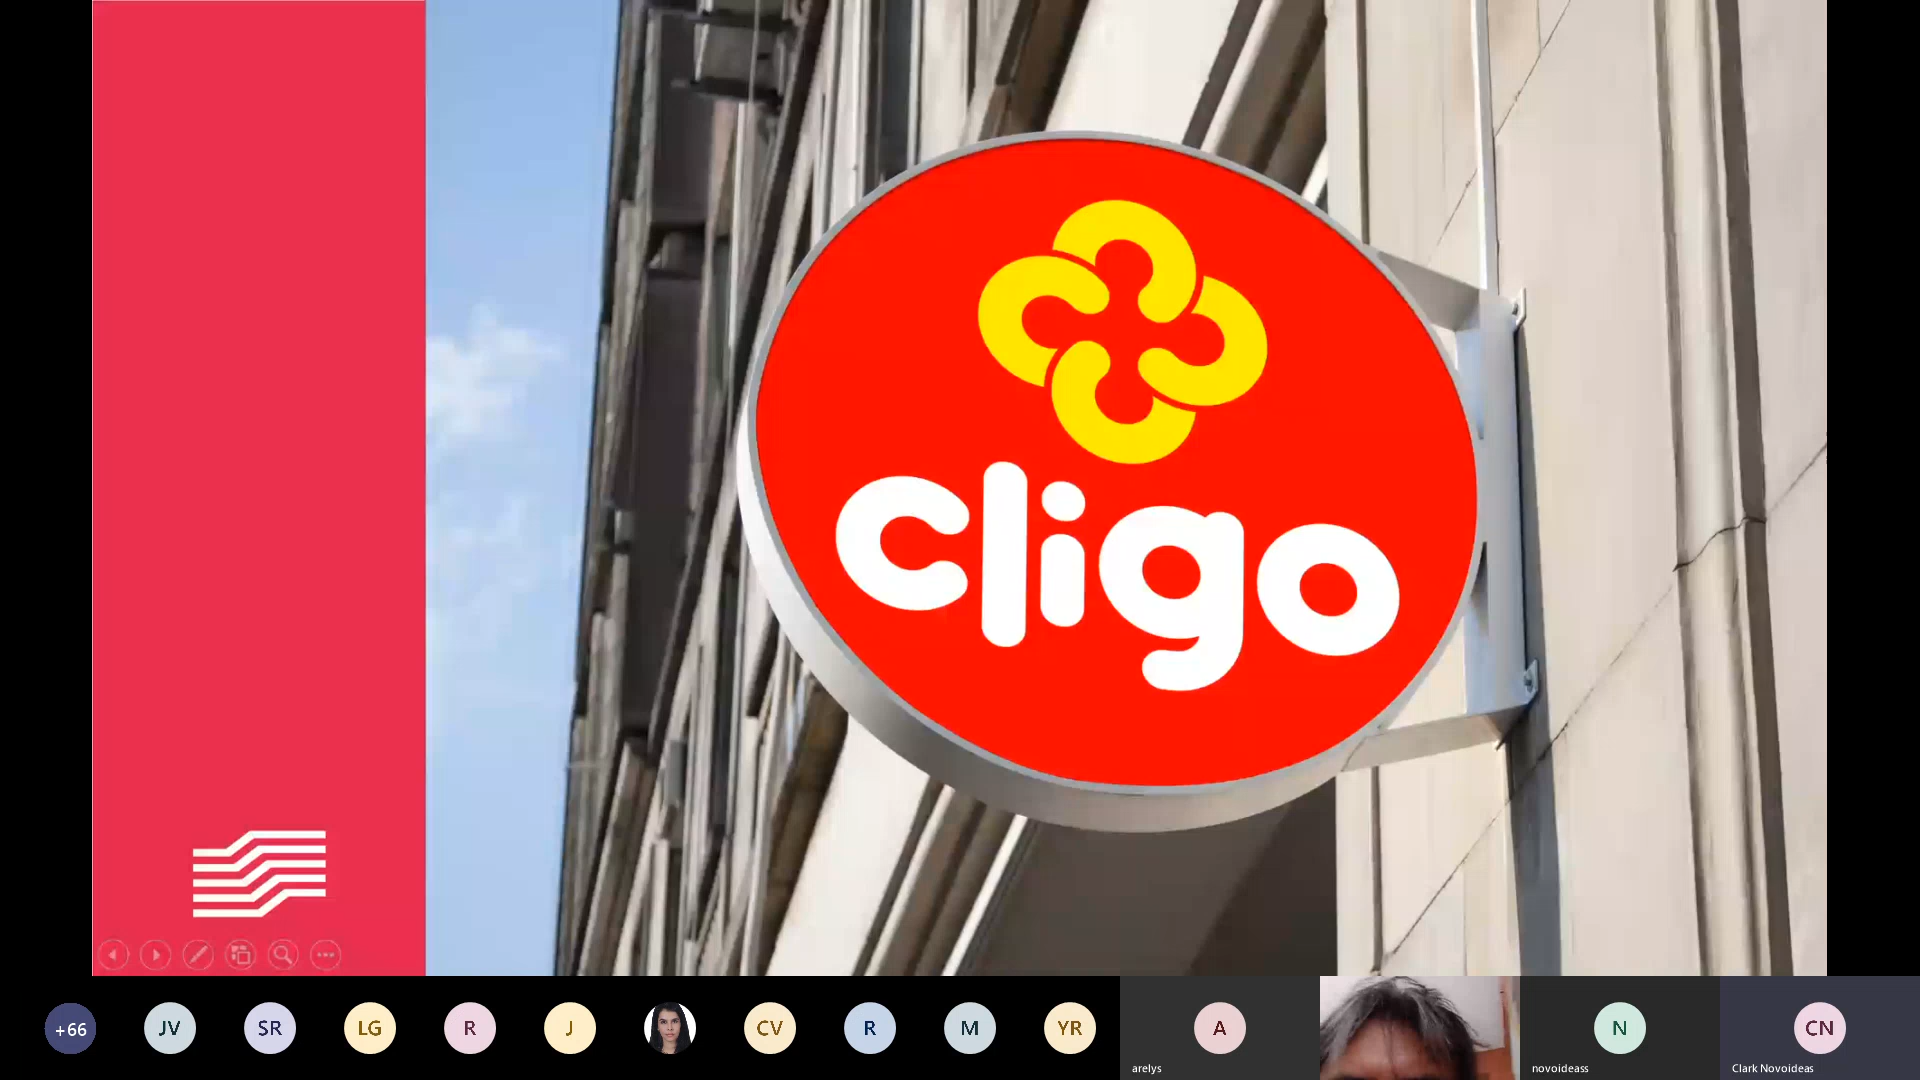 cligo
+66
JV
SR
LG
R
J
CV
R
M
YR
A
N
CN
arelys
novoideass
Clark Novoideas